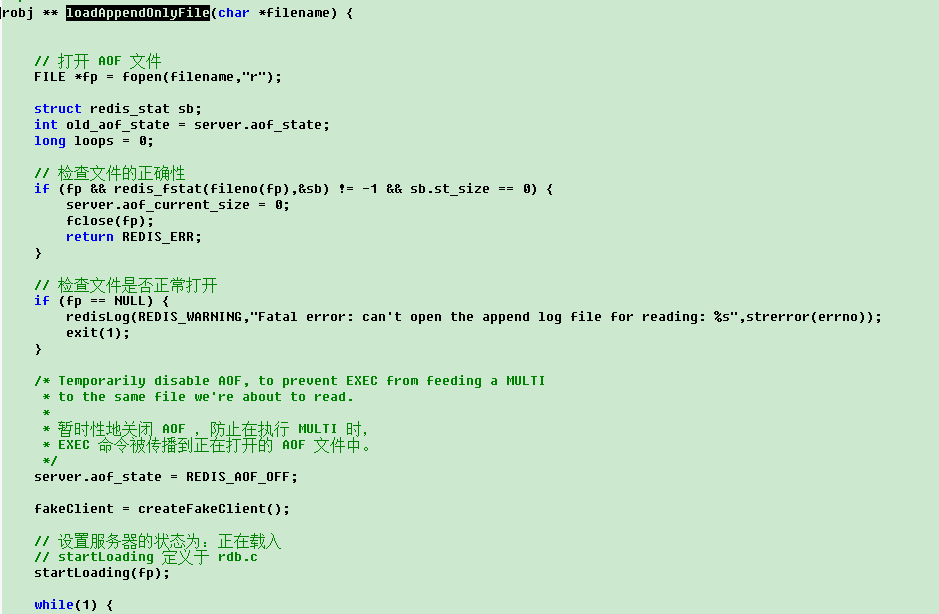 robj ** loadAppendOnlyFile(char *filename) {
// 打开 AOF 文件
FILE *fp = fopen(filename,"r");
struct redis_stat sb;
int old_aof_state = server.aof_state;
long loops = 0;
// 检查文件的正确性
if (fp && redis_fstat(fileno(fp),&sb) != -1 && sb.st_size == 0) {
server.aof_current_size = 0;
fclose(fp);
return REDIS_ERR;
}
// 检查文件是否正常打开
if (fp == NULL) {
redisLog(REDIS_WARNING,"Fatal error: can't open the append log file for reading: %s",strerror(errno));
exit(1);
}
/* Temporarily disable AOF, to prevent EXEC from feeding a MULTI
* to the same file we're about to read.
*
* 暂时性地关闭 AOF ，防止在执行 MULTI 时，
* EXEC 命令被传播到正在打开的 AOF 文件中。
*/
server.aof_state = REDIS_AOF_OFF;
fakeClient = createFakeClient();
// 设置服务器的状态为：正在载入
// startLoading 定义于 rdb.c
startLoading(fp);
while(1) {